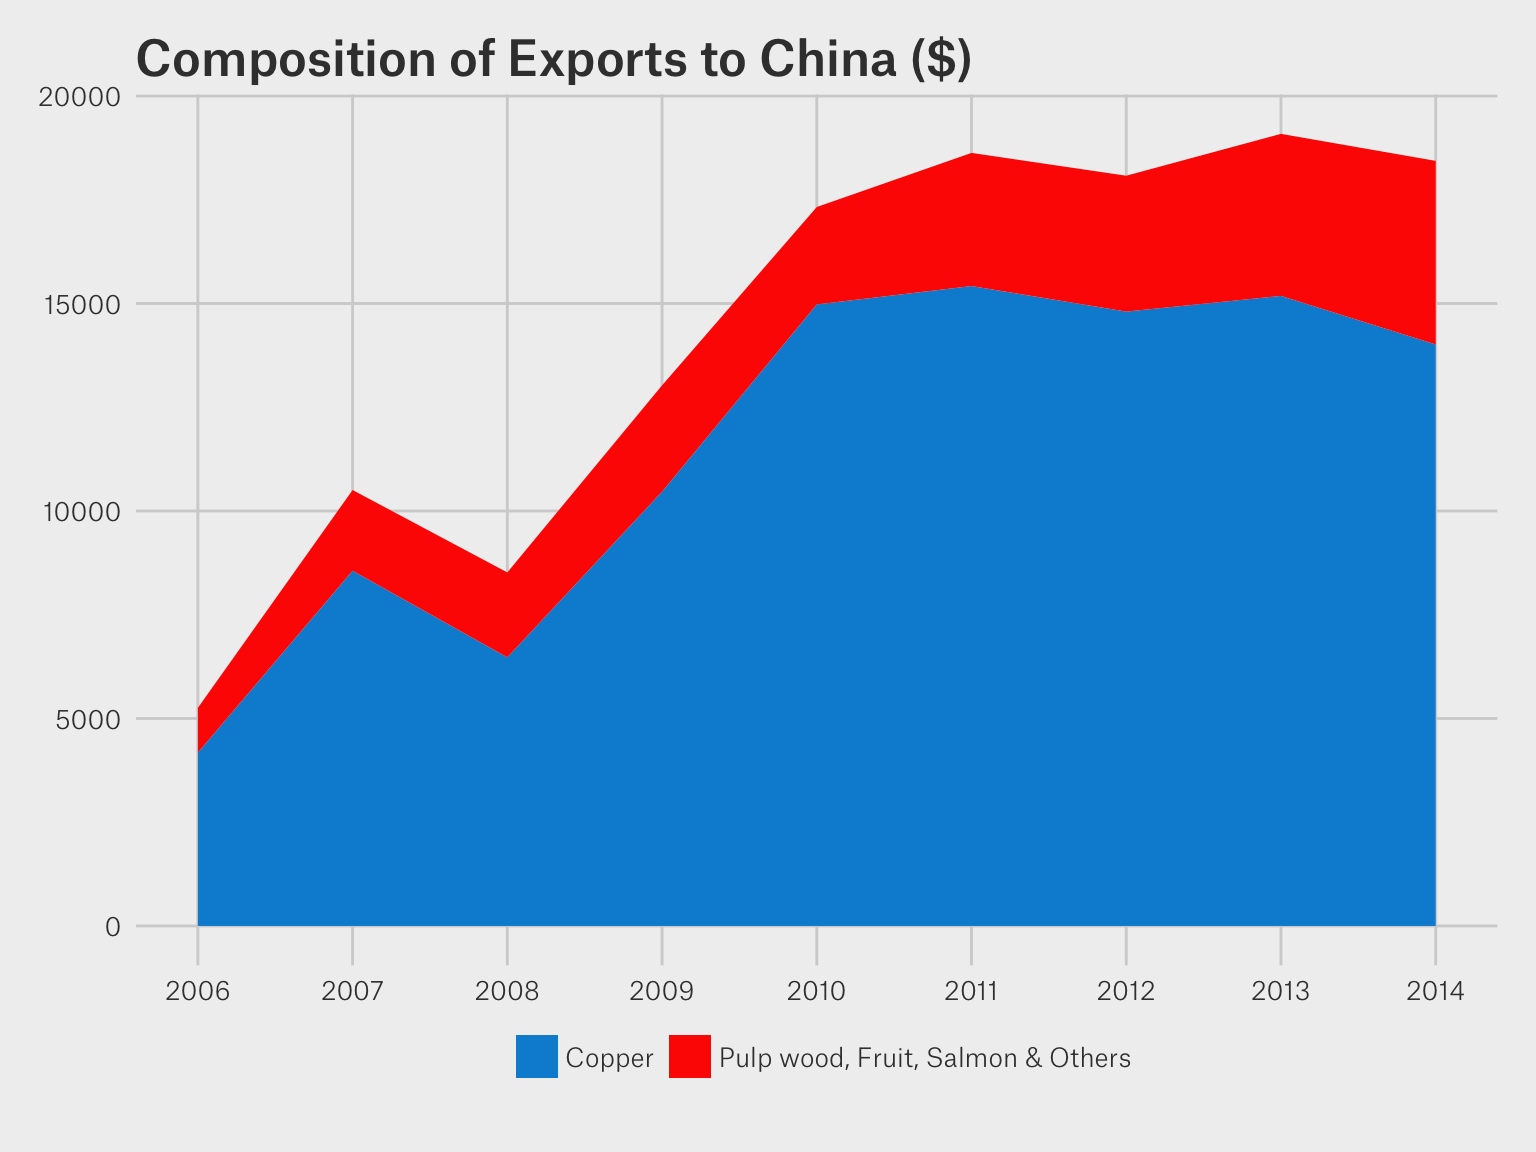 Composition of Exports to China ($)
20000
15000
10000
5000
0
2006 2007 2008 2009 2010 2011 2012 2013 2014
Copper Pulp wood, Fruit, Salmon & Others